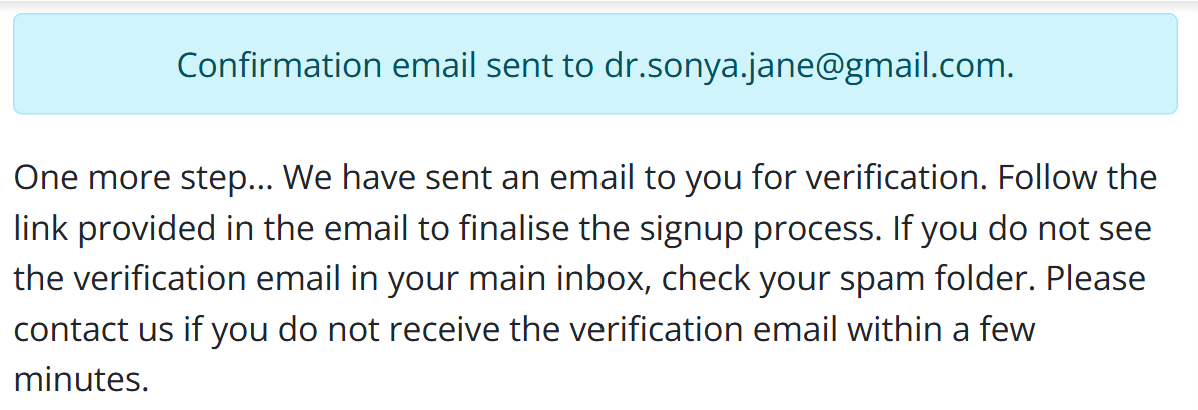 Confirmation email sent to dr.sonya.jane@gmail.com.
One more step... We have sent an email to you for verification. Follow the
link provided in the email to finalise the signup process. If you do not see
the verification email in your main inbox, check your spam folder. Please
contact us if you do not receive the verification email within a few
minutes.